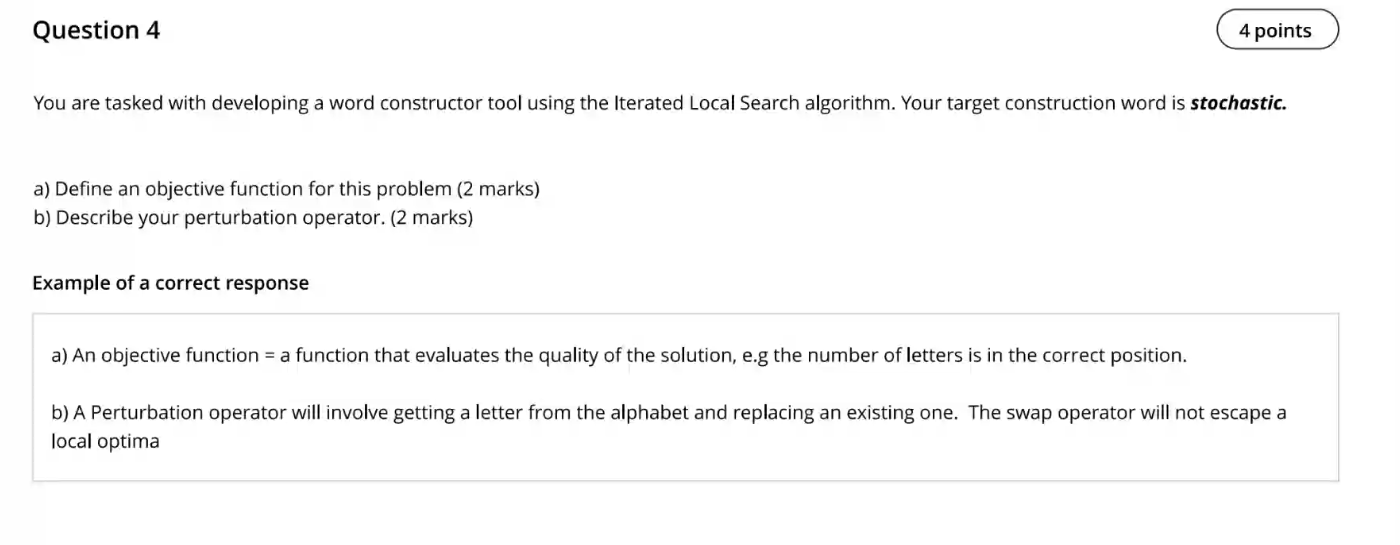 Question 4
4 points
You are tasked with developing a word constructor tool using the Iterated Local Search algorithm. Your target construction word is stochastic.
a) Define an objective function for this problem (2 marks)
b) Describe your perturbation operator. (2 marks)
Example of a correct response
a) An objective function = a function that evaluates the quality of the solution, e.g the number of letters is in the correct position.
b) A Perturbation operator will involve getting a letter from the alphabet and replacing an existing one. The swap operator will not escape a
local optima